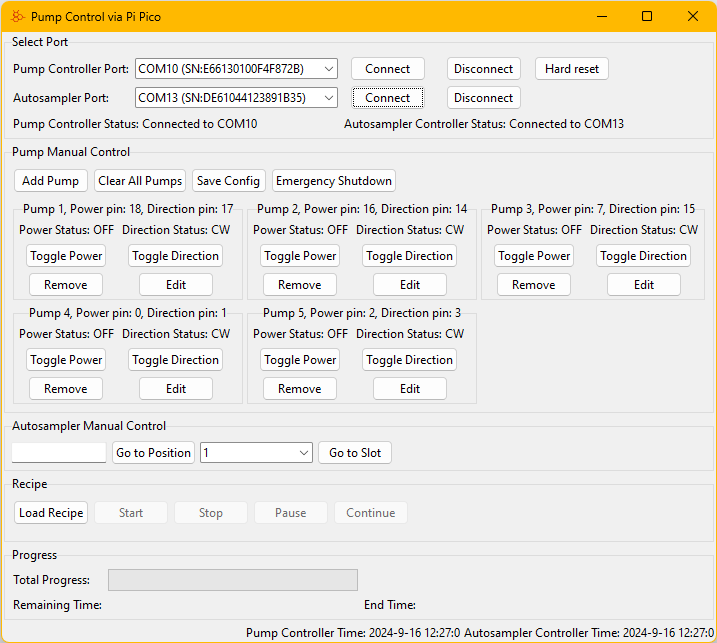 Pump Control via Pi Pico
Select Port
Pump Controller Port: COM10 (SN:E66130100F4F872B) Connect Disconnect Hard reset
Autosampler Port: COM13 (SN:DE61044123891B35) Connect Disconnect
Pump Controller Status: Connected to COM10 Autosampler Controller Status: Connected to COM13
Pump Manual Control
Add Pump Clear All Pumps Save Config Emergency Shutdown
Pump 1, Power pin: 18, Direction pin: 17 Pump 2, Power pin: 16, Direction pin: 14 Pump 3, Power pin: 7, Direction pin: 15
Power Status: OFF Direction Status: CW Power Status: OFF Direction Status: CW Power Status: OFF Direction Status: CW
Toggle Power Toggle Direction Toggle Power Toggle Direction Toggle Power Toggle Direction
Remove Edit Remove Edit Remove Edit
Pump 4, Power pin: 0, Direction pin: 1 Pump 5, Power pin: 2, Direction pin: 3
Power Status: OFF Direction Status: CW Power Status: OFF Direction Status: CW
Toggle Power Toggle Direction Toggle Power Toggle Direction
Remove Edit Remove Edit
Autosampler Manual Control
Go to Position 1 Go to Slot
Recipe
Load Recipe Start Stop Pause Continue
Progress
Total Progress:
Remaining Time: End Time:
Pump Controller Time: 2024-9-16 12:27:0 Autosampler Controller Time: 2024-9-16 12:27:0